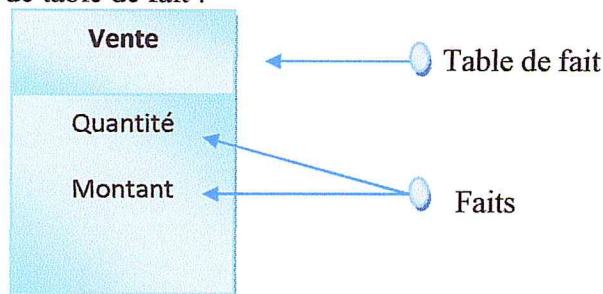 de table de fait :
Vente
Table de fait
Quantité
Montant
Faits